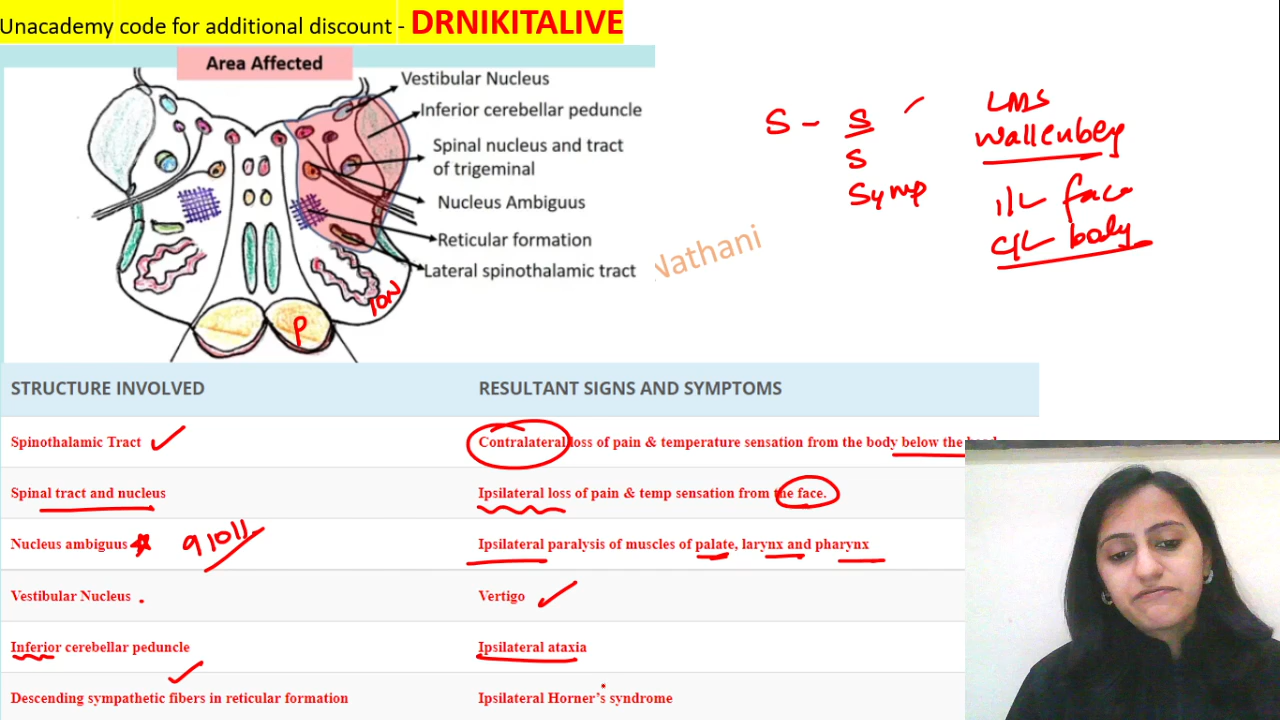 Unacademy code for additional discount - DRNIKITALIVE
Area Affected
Vestibular Nucleus
Inferior cerebellar peduncle
Spinal nucleus and tract
of trigeminal
Nucleus Ambiguus
Reticular formation
Lateral spinothalamic tract
ION
P
S - S
S
Symp
LMS
Wallenberg
I/L face
C/L body
Nathani
STRUCTURE INVOLVED RESULTANT SIGNS AND SYMPTOMS
Spinothalamic Tract Contralateral loss of pain & temperature sensation from the body below the
Spinal tract and nucleus Ipsilateral loss of pain & temp sensation from the face.
Nucleus ambiguus 9 10 11 Ipsilateral paralysis of muscles of palate, larynx and pharynx
Vestibular Nucleus Vertigo
Inferior cerebellar peduncle Ipsilateral ataxia
Descending sympathetic fibers in reticular formation Ipsilateral Horner's syndrome